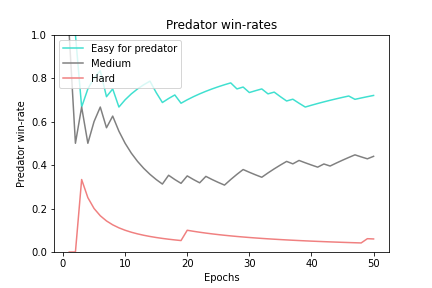 Predator win-rates
Easy for predator
Medium
Hard
Predator win-rate
1.0
0.8
0.6
0.4
0.2
0.0
0 10 20 30 40 50
Epochs